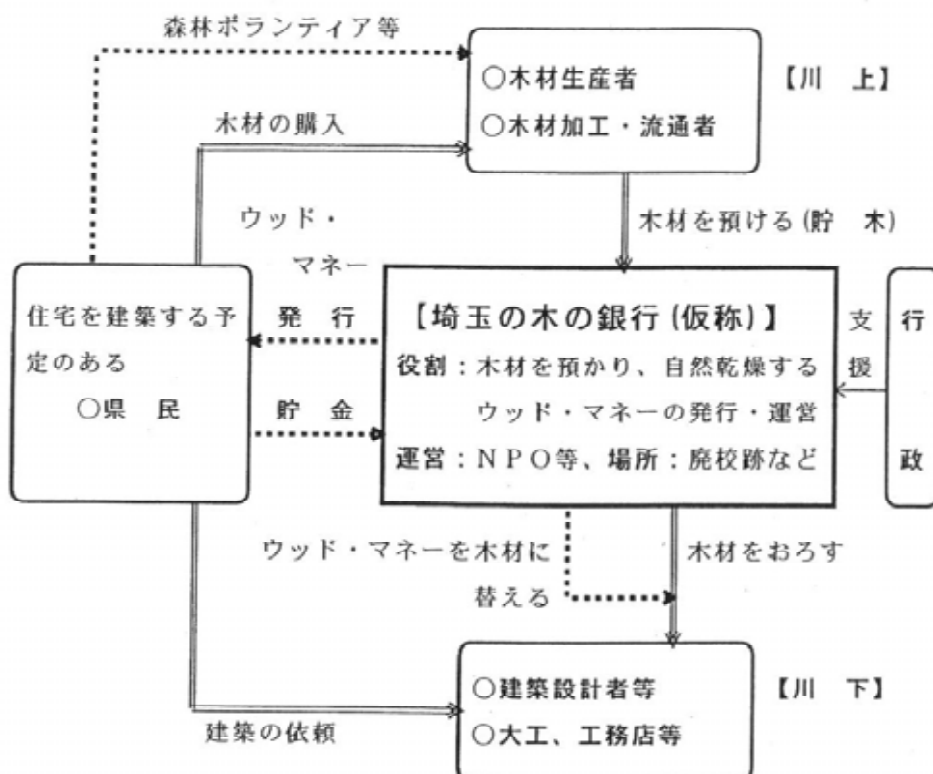 森林ボランティア等
○木材生産者
○木材加工・流通者
【川　上】
木材の購入
ウッド・
マネー
木材を預ける(貯　木)
住宅を建築する予
定のある
○県　民
発　行
貯　金
【埼玉の木の銀行(仮称)】
役割：木材を預かり、自然乾燥する
ウッド・マネーの発行・運営
運営：ＮＰＯ等、場所：廃校跡など
支
援
行
政
ウッド・マネーを木材に
替える
木材をおろす
○建築設計者等
○大工、工務店等
【川　下】
建築の依頼